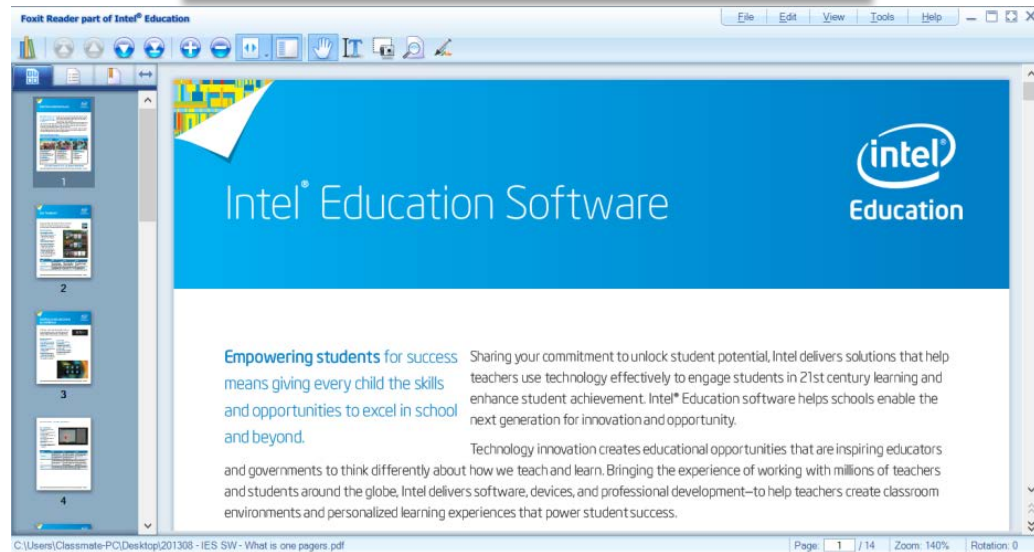 Foxit Reader part of Intel® Education
File Edit View Tools Help
1
2
3
4
Intel® Education Software
intel®
Education
Empowering students for success
means giving every child the skills
and opportunities to excel in school
and beyond.
Sharing your commitment to unlock student potential, Intel delivers solutions that help
teachers use technology effectively to engage students in 21st century learning and
enhance student achievement. Intel® Education software helps schools enable the
next generation for innovation and opportunity.
Technology innovation creates educational opportunities that are inspiring educators
and governments to think differently about how we teach and learn. Bringing the experience of working with millions of teachers
and students around the globe, Intel delivers software, devices, and professional development—to help teachers create classroom
environments and personalized learning experiences that power student success.
C:\Users\Classmate-PC\Desktop\201308 - IES SW - What is one pagers.pdf
Page: 1 / 14 Zoom: 140% Rotation: 0